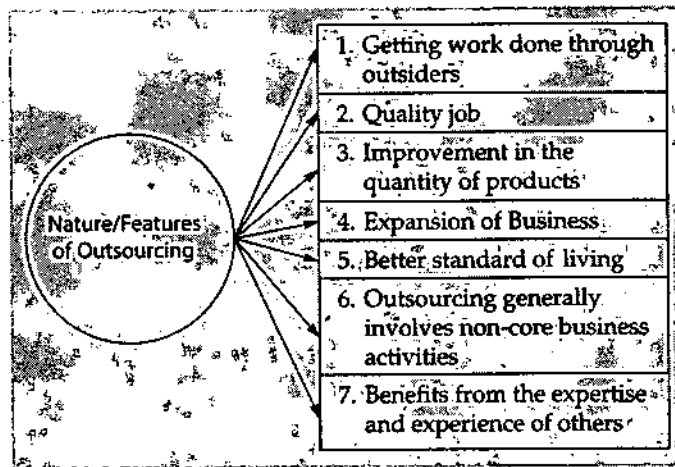 Nature/Features
of Outsourcing
1. Getting work done through
outsiders
2. Quality job
3. Improvement in the
quantity of products
4. Expansion of Business
5. Better standard of living
6. Outsourcing generally
involves non-core business
activities
7. Benefits from the expertise
and experience of others